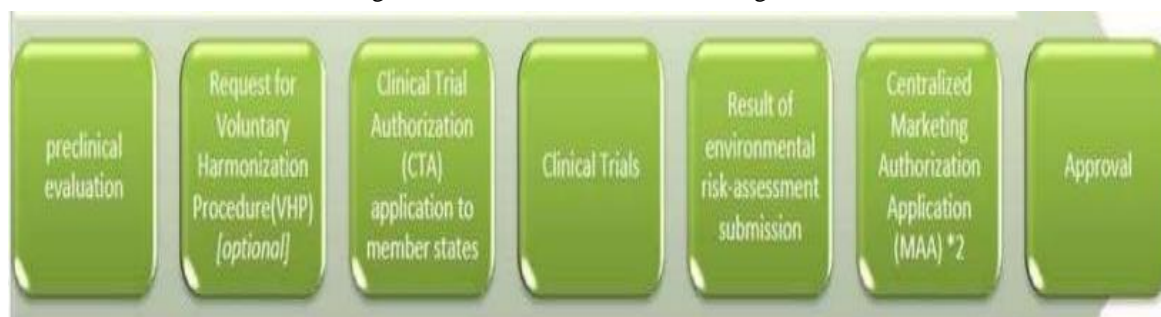 preclinical
evaluation
Request for
Voluntary
Harmonization
Procedure(VHP)
[optional]
Clinical Trial
Authorization
(CTA)
application to
member states
Clinical Trials
Result of
environmental
risk-assessment
submission
Centralized
Marketing
Authorization
Application
(MAA) *2
Approval